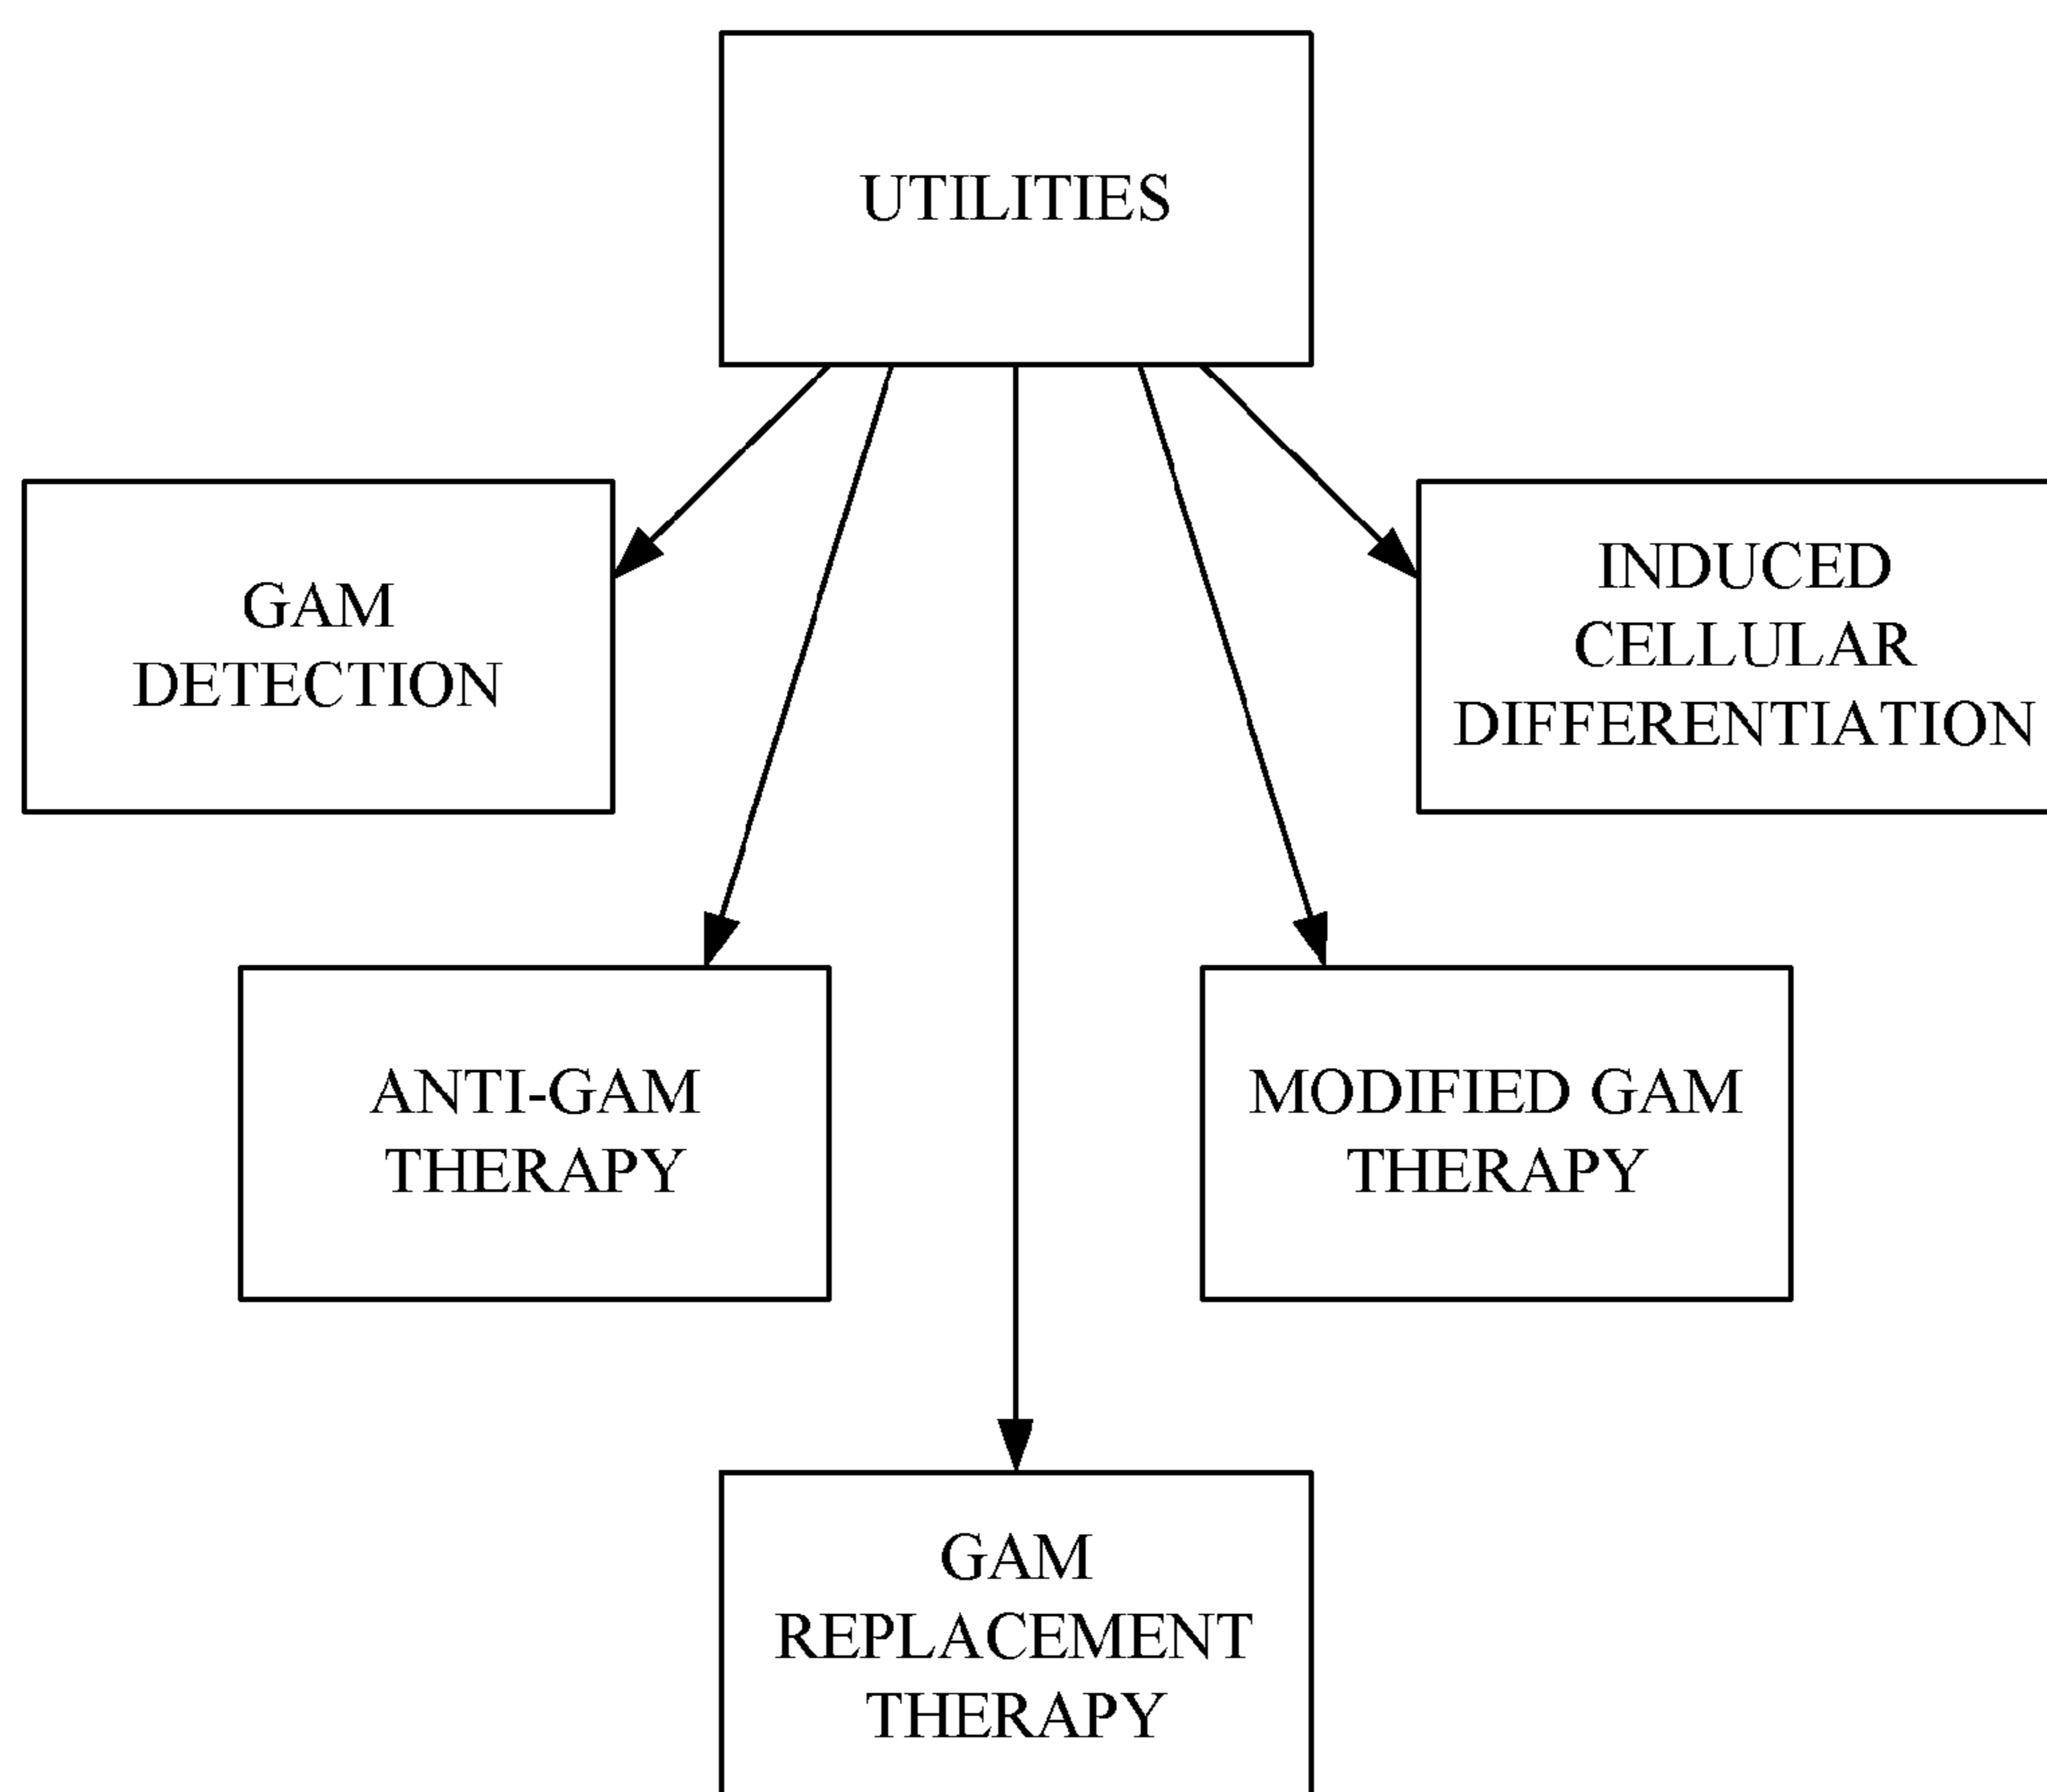 UTILITIES
GAM
DETECTION
INDUCED
CELLULAR
DIFFERENTIATION
ANTI-GAM
THERAPY
MODIFIED GAM
THERAPY
GAM
REPLACEMENT
THERAPY